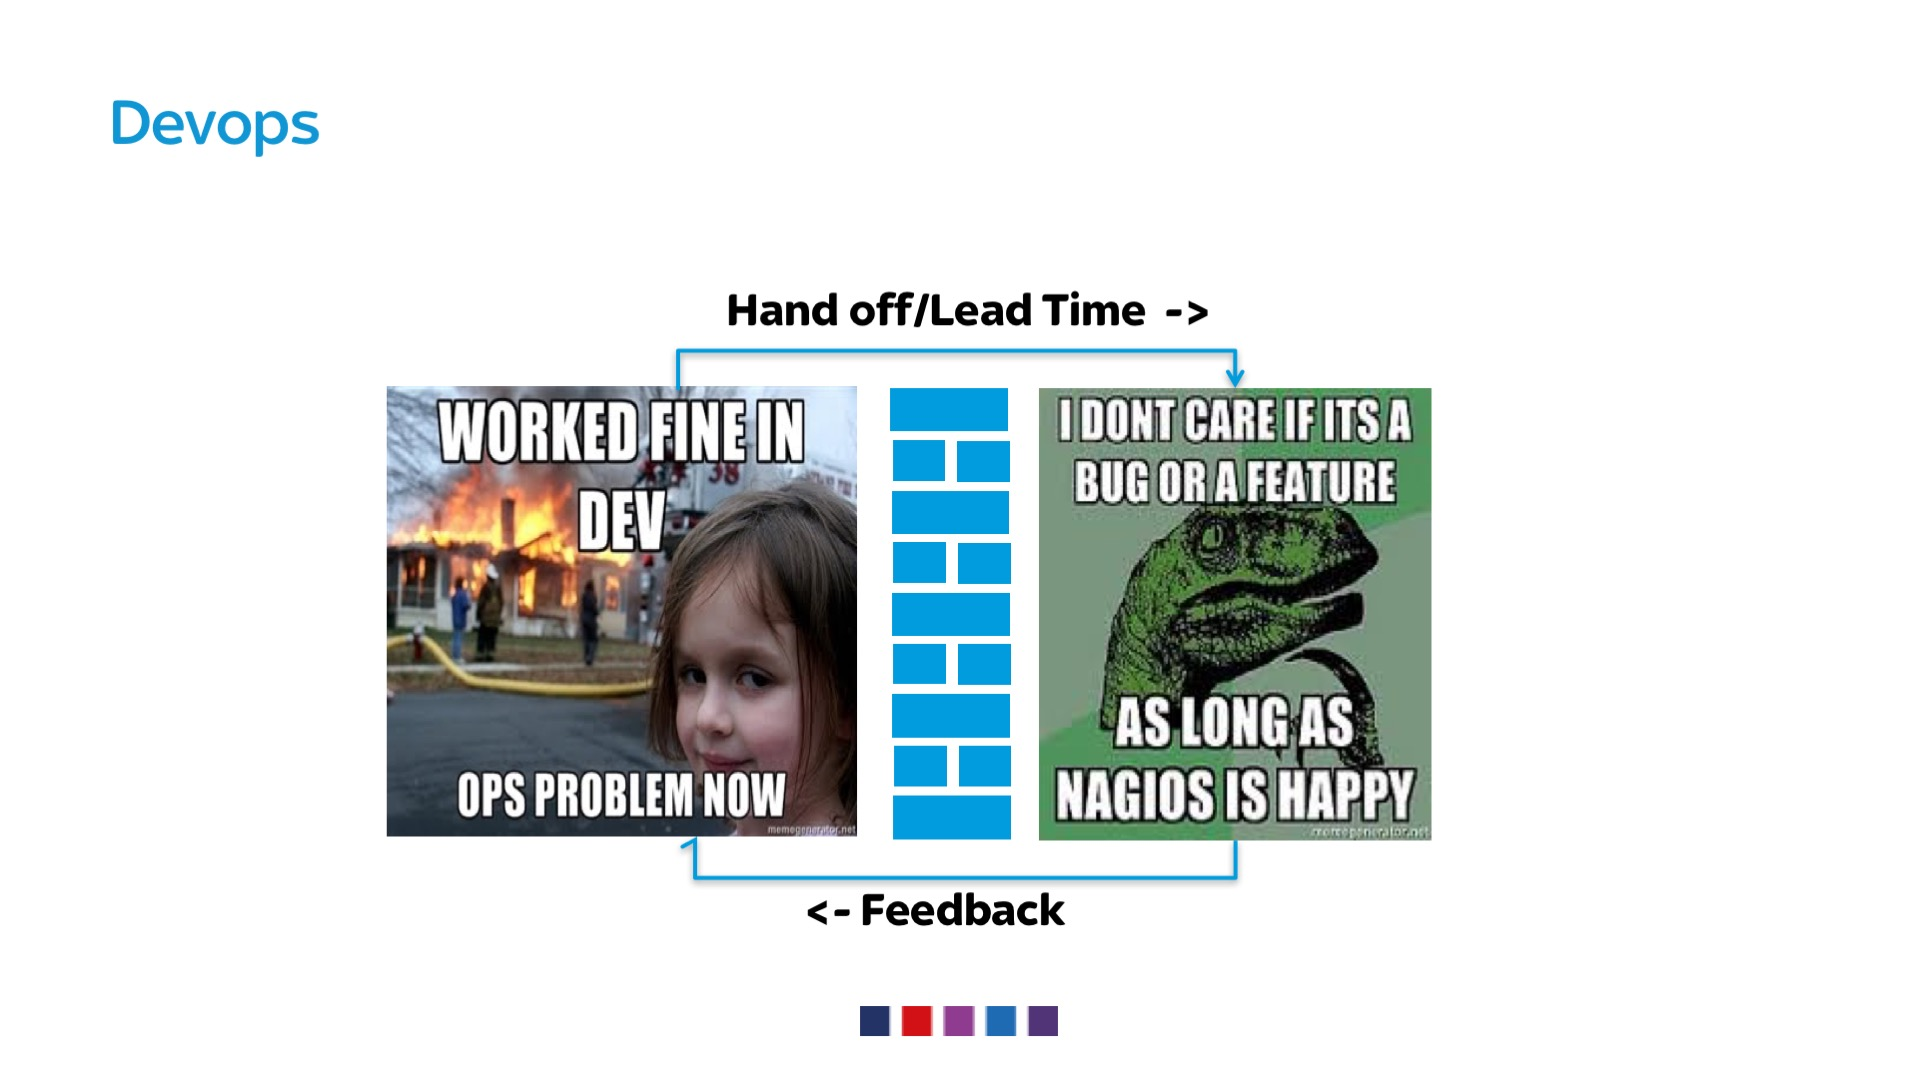 Devops
Hand off/Lead Time ->
WORKED FINE IN
DEV
38
OPS PROBLEM NOW
memegenerator.net
I DONT CARE IF ITS A
BUG OR A FEATURE
AS LONG AS
NAGIOS IS HAPPY
memegenerator.net
<- Feedback